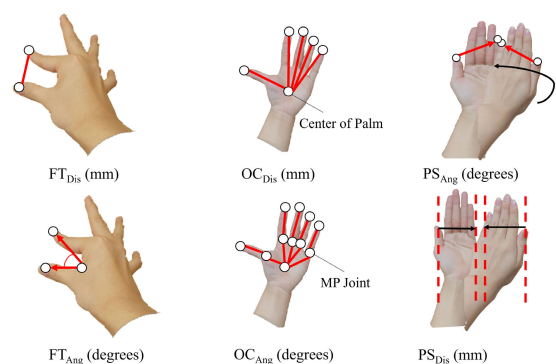 Center of Palm
FT_Dis (mm)
OC_Dis (mm)
PS_Ang (degrees)
MP Joint
FT_Ang (degrees)
OC_Ang (degrees)
PS_Dis (mm)